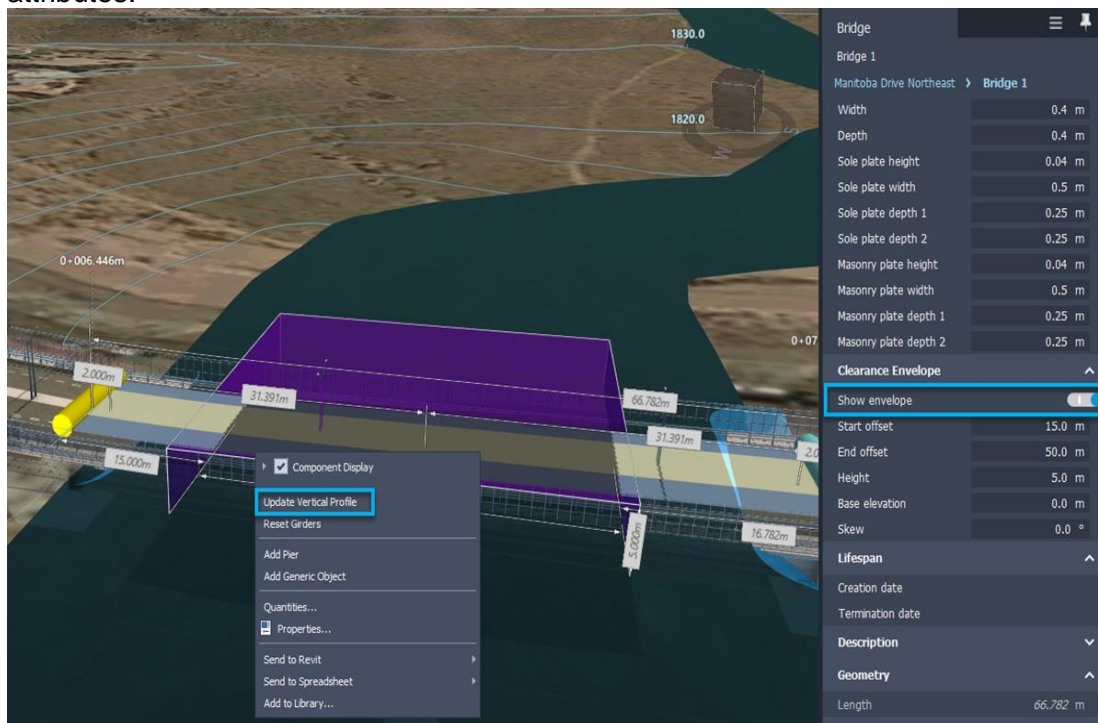 attributes.
1830.0
1820.0
S
W
0+006.446m
0+07
2.000m
31.391m
66.782m
31.391m
2.0
15.000m
16.782m
5.000m
Component Display
Update Vertical Profile
Reset Girders
Add Pier
Add Generic Object
Quantities...
Properties...
Send to Revit
Send to Spreadsheet
Add to Library...
Bridge
Bridge 1
Manitoba Drive Northeast > Bridge 1
Width 0.4 m
Depth 0.4 m
Sole plate height 0.04 m
Sole plate width 0.5 m
Sole plate depth 1 0.25 m
Sole plate depth 2 0.25 m
Masonry plate height 0.04 m
Masonry plate width 0.5 m
Masonry plate depth 1 0.25 m
Masonry plate depth 2 0.25 m
Clearance Envelope
Show envelope
Start offset 15.0 m
End offset 50.0 m
Height 5.0 m
Base elevation 0.0 m
Skew 0.0 °
Lifespan
Creation date
Termination date
Description
Geometry
Length 66.782 m